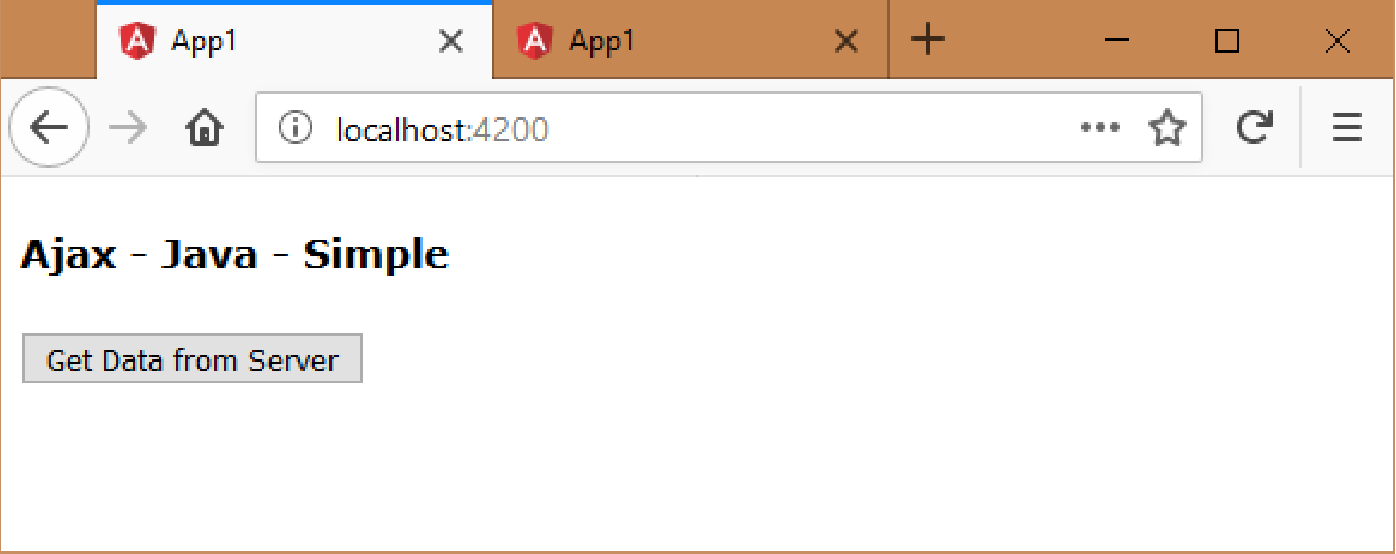 App1
App1
localhost:4200
Ajax - Java - Simple
Get Data from Server